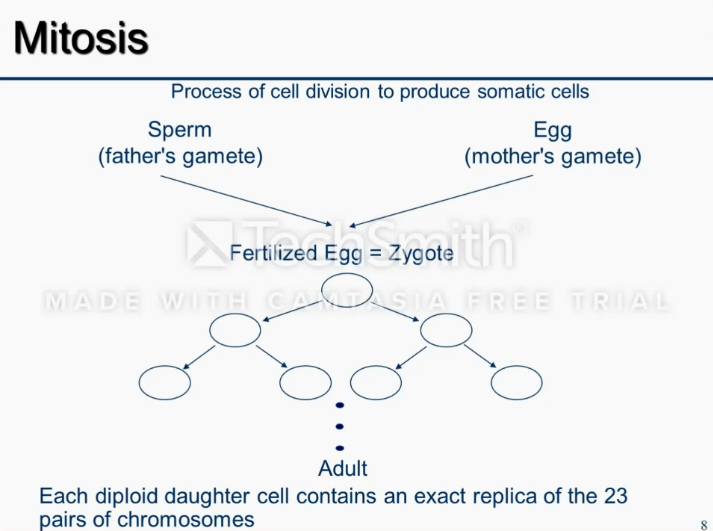 Mitosis
Process of cell division to produce somatic cells
Sperm
(father's gamete)
Egg
(mother's gamete)
TechSmith
Fertilized Egg = Zygote
MADE WITH CAMTASIA FREE TRIAL
Adult
Each diploid daughter cell contains an exact replica of the 23
pairs of chromosomes
8